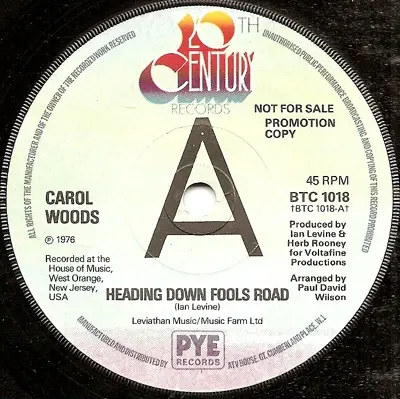 20TH
CENTURY
RECORDS
ALL RIGHTS OF THE MANUFACTURER AND OF THE OWNER OF THE RECORDED WORK RESERVED
UNAUTHORISED PUBLIC PERFORMANCE BROADCASTING AND COPYING OF THIS RECORD PROHIBITED
NOT FOR SALE
PROMOTION
COPY
A
CAROL
WOODS
℗ 1976
45 RPM
BTC 1018
†BTC 1018-A†
Recorded at the
House of Music,
West Orange,
New Jersey,
USA
Produced by
Ian Levine &
Herb Rooney
for Voltafine
Productions
Arranged by
Paul David
Wilson
HEADING DOWN FOOLS ROAD
(Ian Levine)
Leviathan Music/Music Farm Ltd
MANUFACTURED AND DISTRIBUTED BY
PYE
RECORDS
ATV HOUSE GT. CUMBERLAND PLACE, W.1.